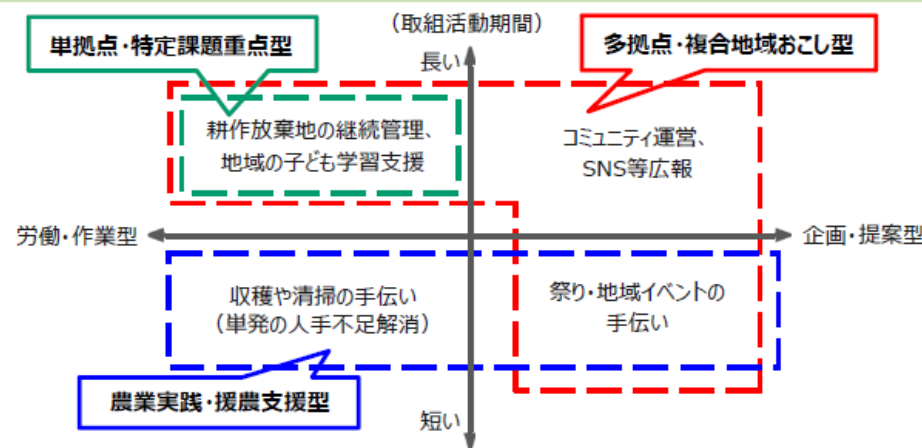 （取組活動期間）
単拠点・特定課題重点型
多拠点・複合地域おこし型
長い
耕作放棄地の継続管理、
地域の子ども学習支援
コミュニティ運営、
SNS等広報
労働・作業型
企画・提案型
収穫や清掃の手伝い
（単発の人手不足解消）
祭り・地域イベントの
手伝い
農業実践・援農支援型
短い